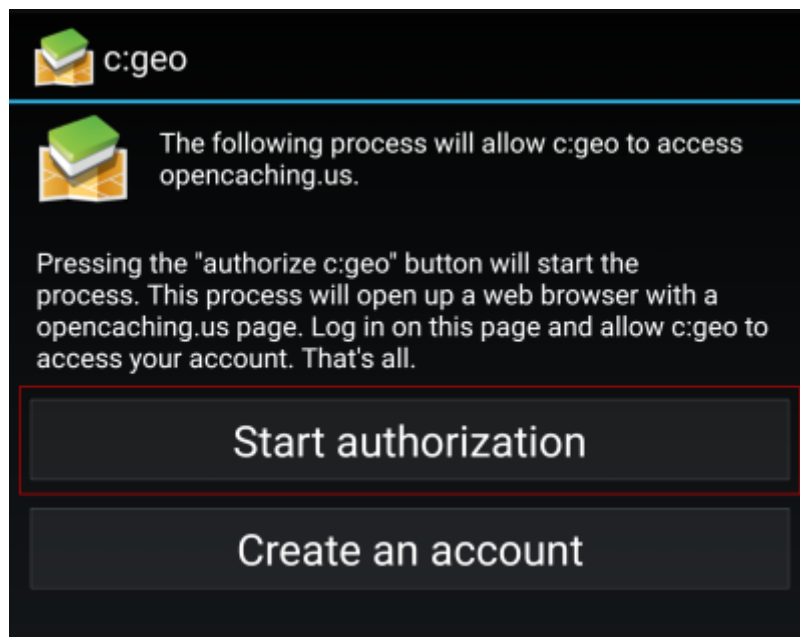 c:geo
The following process will allow c:geo to access
opencaching.us.
Pressing the "authorize c:geo" button will start the
process. This process will open up a web browser with a
opencaching.us page. Log in on this page and allow c:geo to
access your account. That's all.
Start authorization
Create an account